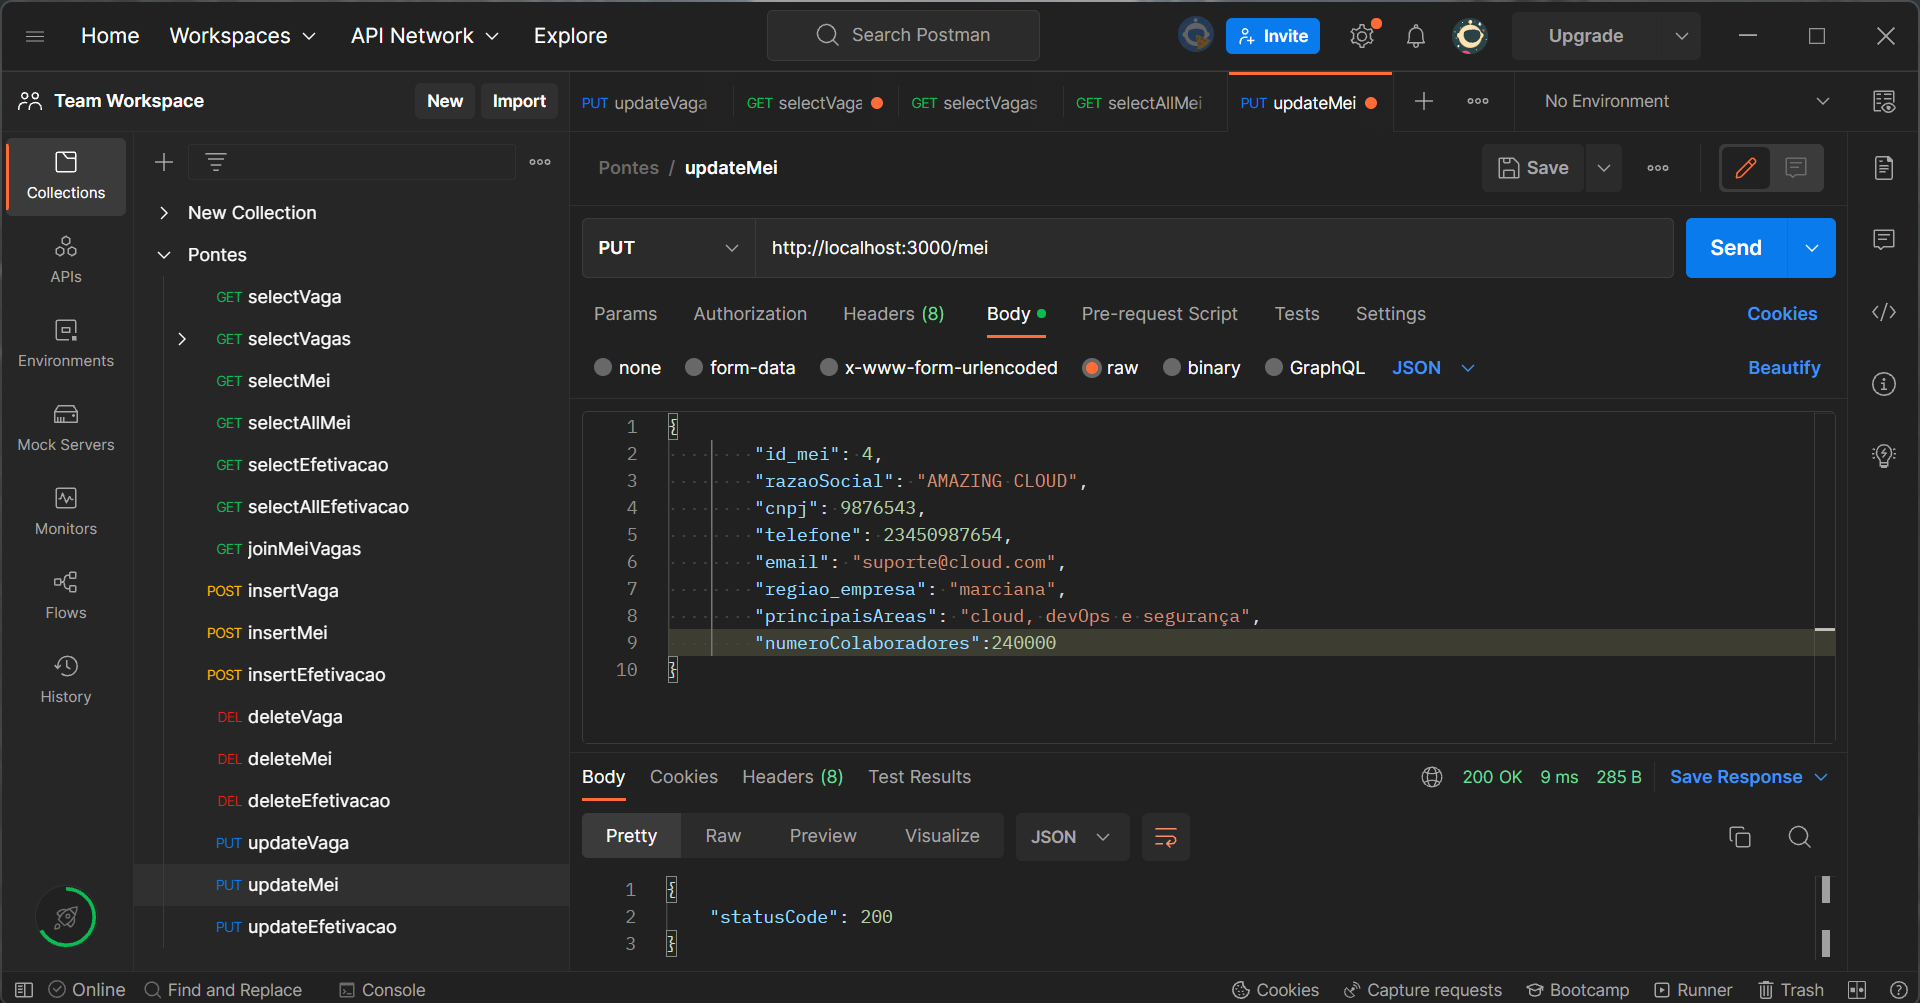 Home Workspaces API Network Explore Search Postman Invite Upgrade
Team Workspace New Import
PUT updateVaga GET selectVaga GET selectVagas GET selectAllMei PUT updateMei No Environment
Collections
APIs
Environments
Mock Servers
Monitors
Flows
History
New Collection
Pontes
GET selectVaga
GET selectVagas
GET selectMei
GET selectAllMei
GET selectEfetivacao
GET selectAllEfetivacao
GET joinMeiVagas
POST insertVaga
POST insertMei
POST insertEfetivacao
DEL deleteVaga
DEL deleteMei
DEL deleteEfetivacao
PUT updateVaga
PUT updateMei
PUT updateEfetivacao
Pontes / updateMei Save
PUT http://localhost:3000/mei Send
Params Authorization Headers (8) Body Pre-request Script Tests Settings Cookies
none form-data x-www-form-urlencoded raw binary GraphQL JSON Beautify
1 {
2 "id_mei": 4,
3 "razaoSocial": "AMAZING CLOUD",
4 "cnpj": 9876543,
5 "telefone": 23450987654,
6 "email": "suporte@cloud.com",
7 "regiao_empresa": "marciana",
8 "principaisAreas": "cloud, devOps e segurança",
9 "numeroColaboradores":240000
10 }
Body Cookies Headers (8) Test Results 200 OK 9 ms 285 B Save Response
Pretty Raw Preview Visualize JSON
1 {
2 "statusCode": 200
3 }
Online Find and Replace Console Cookies Capture requests Bootcamp Runner Trash